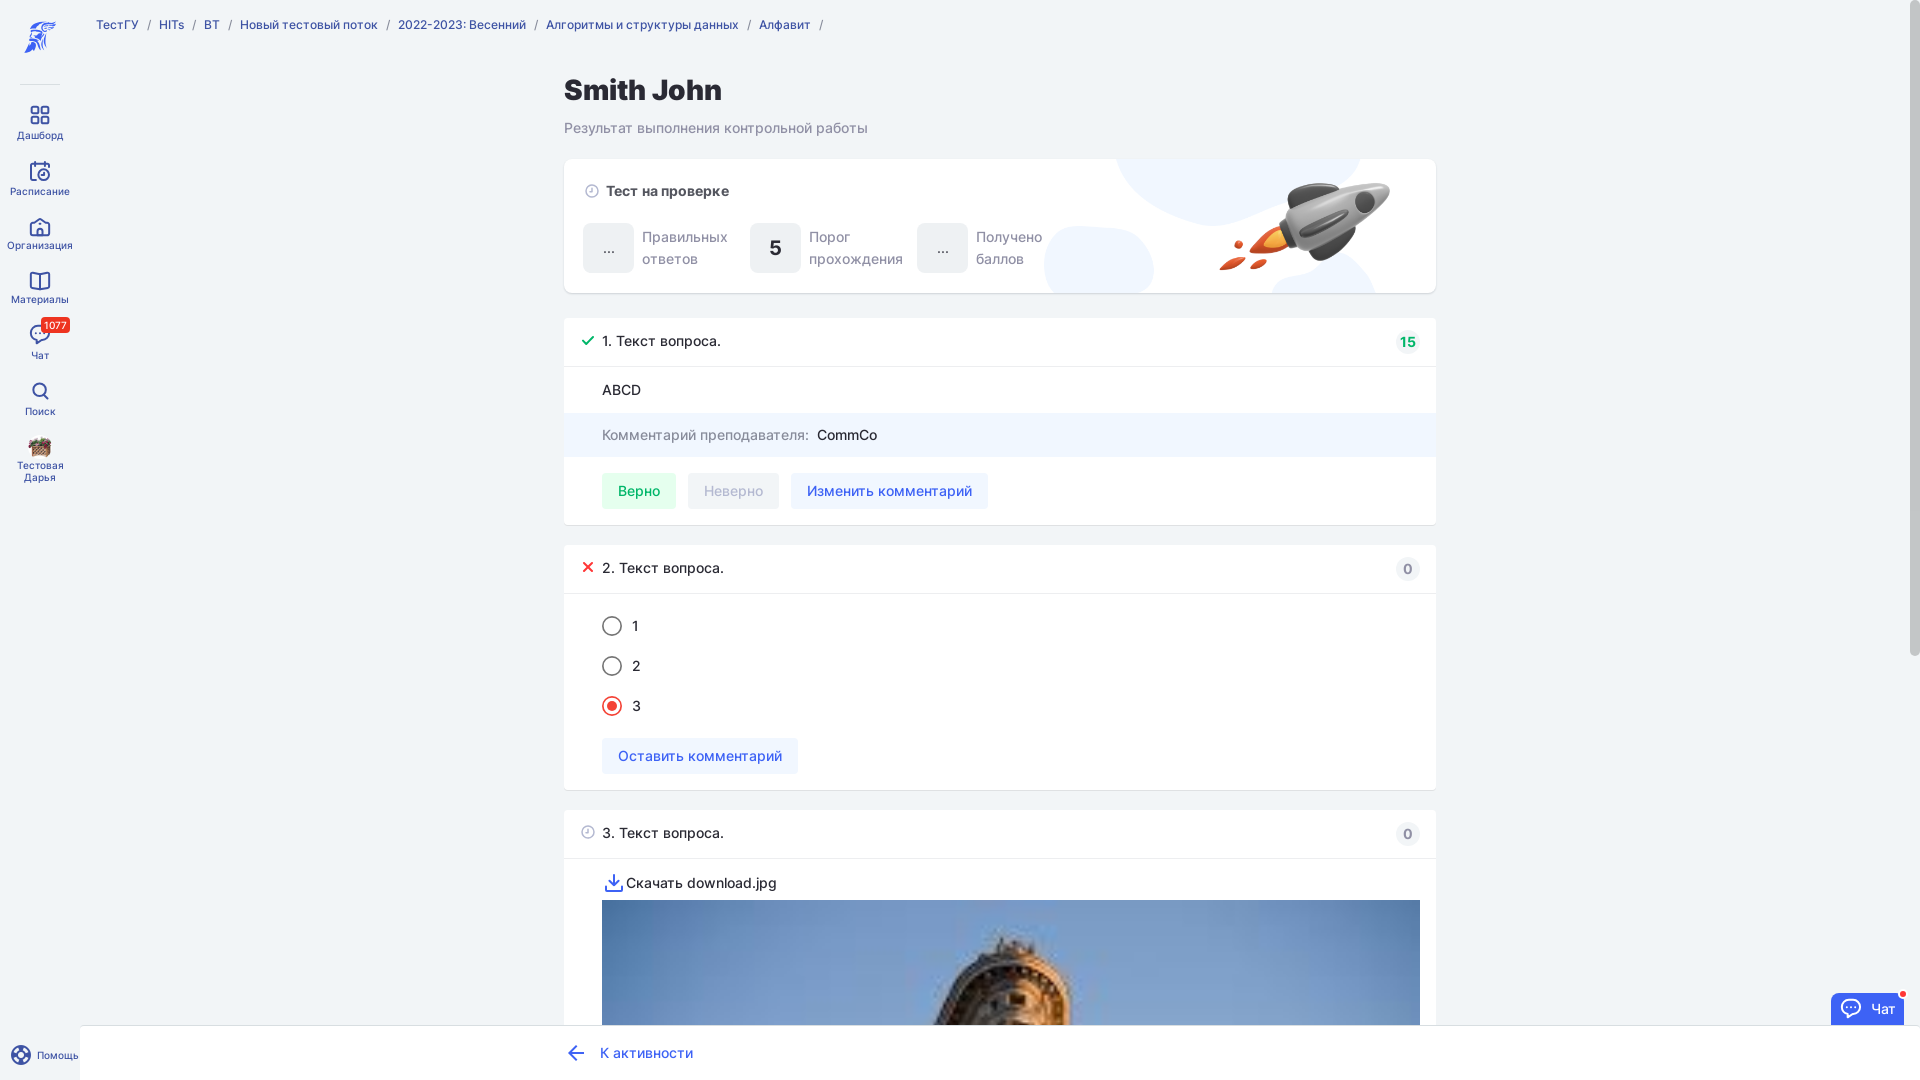 ТестГУ / HITs / ВТ / Новый тестовый поток / 2022-2023: Весенний / Алгоритмы и структуры данных / Алфавит /
Дашборд
Расписание
Организация
Материалы
1077
Чат
Поиск
Тестовая
Дарья
Помощь
Smith John
Результат выполнения контрольной работы
Тест на проверке
... Правильных
ответов
5 Порог
прохождения
... Получено
баллов
1. Текст вопроса. 15
ABCD
Комментарий преподавателя: CommCo
Верно Неверно Изменить комментарий
2. Текст вопроса. 0
1
2
3
Оставить комментарий
3. Текст вопроса. 0
Скачать download.jpg
Чат
К активности